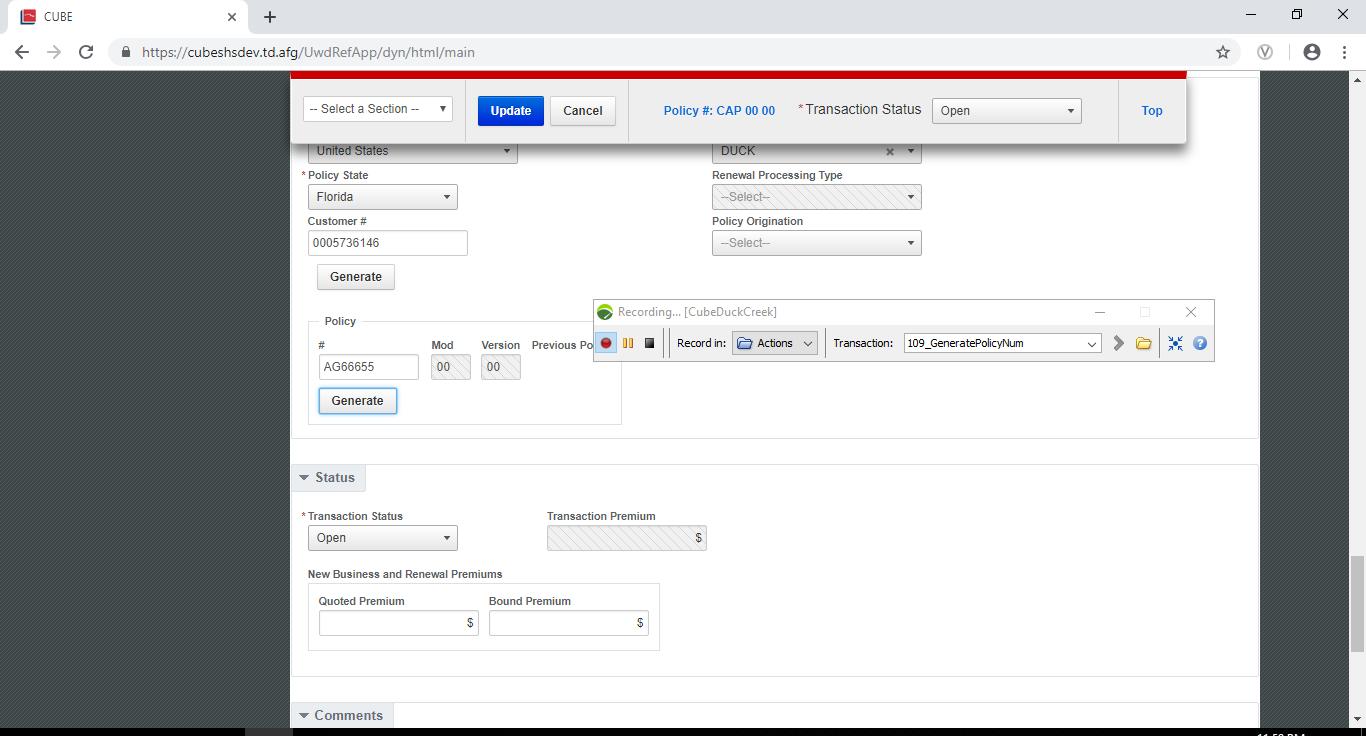 CUBE
https://cubeshsdev.td.afg/UwdRefApp/dyn/html/main
-- Select a Section --
Update
Cancel
Policy #: CAP 00 00
*Transaction Status
Open
Top
United States
DUCK
* Policy State
Renewal Processing Type
Florida
--Select--
Customer #
Policy Origination
0005736146
--Select--
Generate
Recording... [CubeDuckCreek]
Record in:
Actions
Transaction:
109_GeneratePolicyNum
Policy
#
Mod
Version
Previous Po
AG66655
00
00
Generate
Status
* Transaction Status
Transaction Premium
Open
$
New Business and Renewal Premiums
Quoted Premium
Bound Premium
$
$
Comments